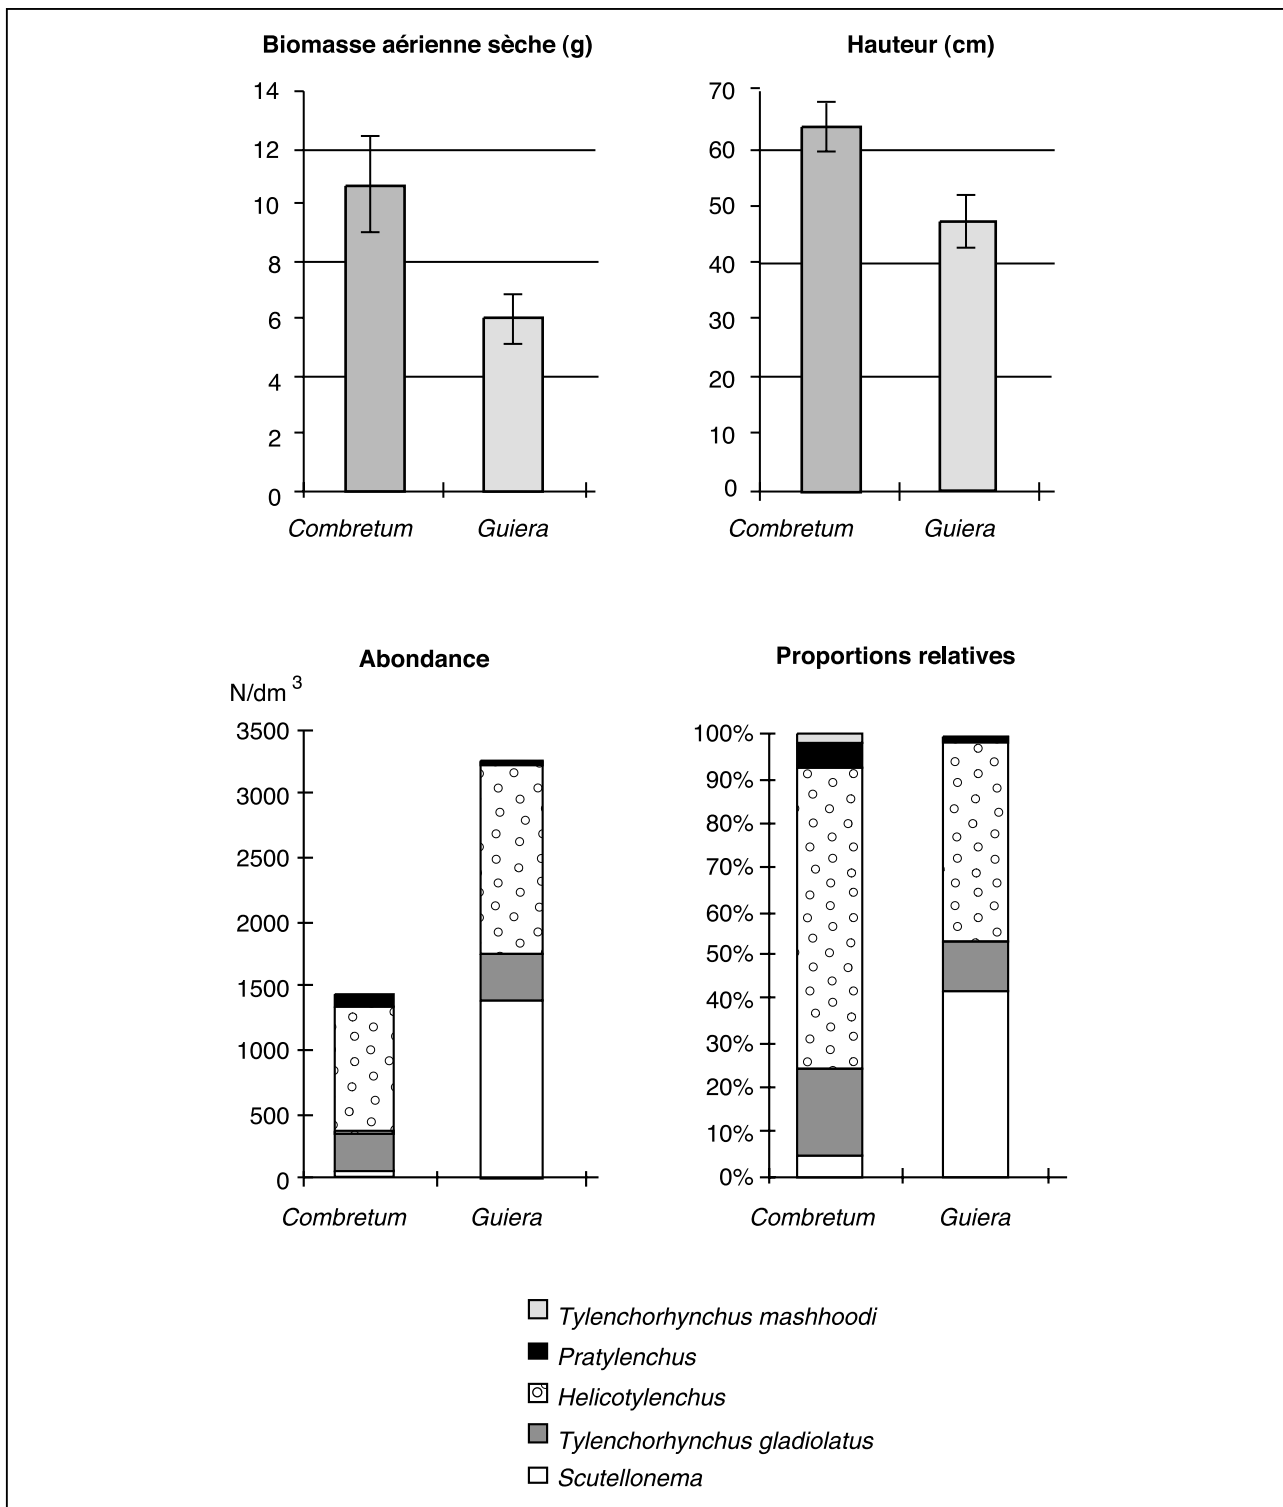 Biomasse aérienne sèche (g)
14
12
10
8
6
4
2
0
Combretum Guiera
Hauteur (cm)
70
60
50
40
30
20
10
0
Combretum Guiera
Abondance
N/dm 3
3500
3000
2500
2000
1500
1000
500
0
Combretum Guiera
Proportions relatives
100%
90%
80%
70%
60%
50%
40%
30%
20%
10%
0%
Combretum Guiera
Tylenchorhynchus mashhoodi
Pratylenchus
Helicotylenchus
Tylenchorhynchus gladiolatus
Scutellonema